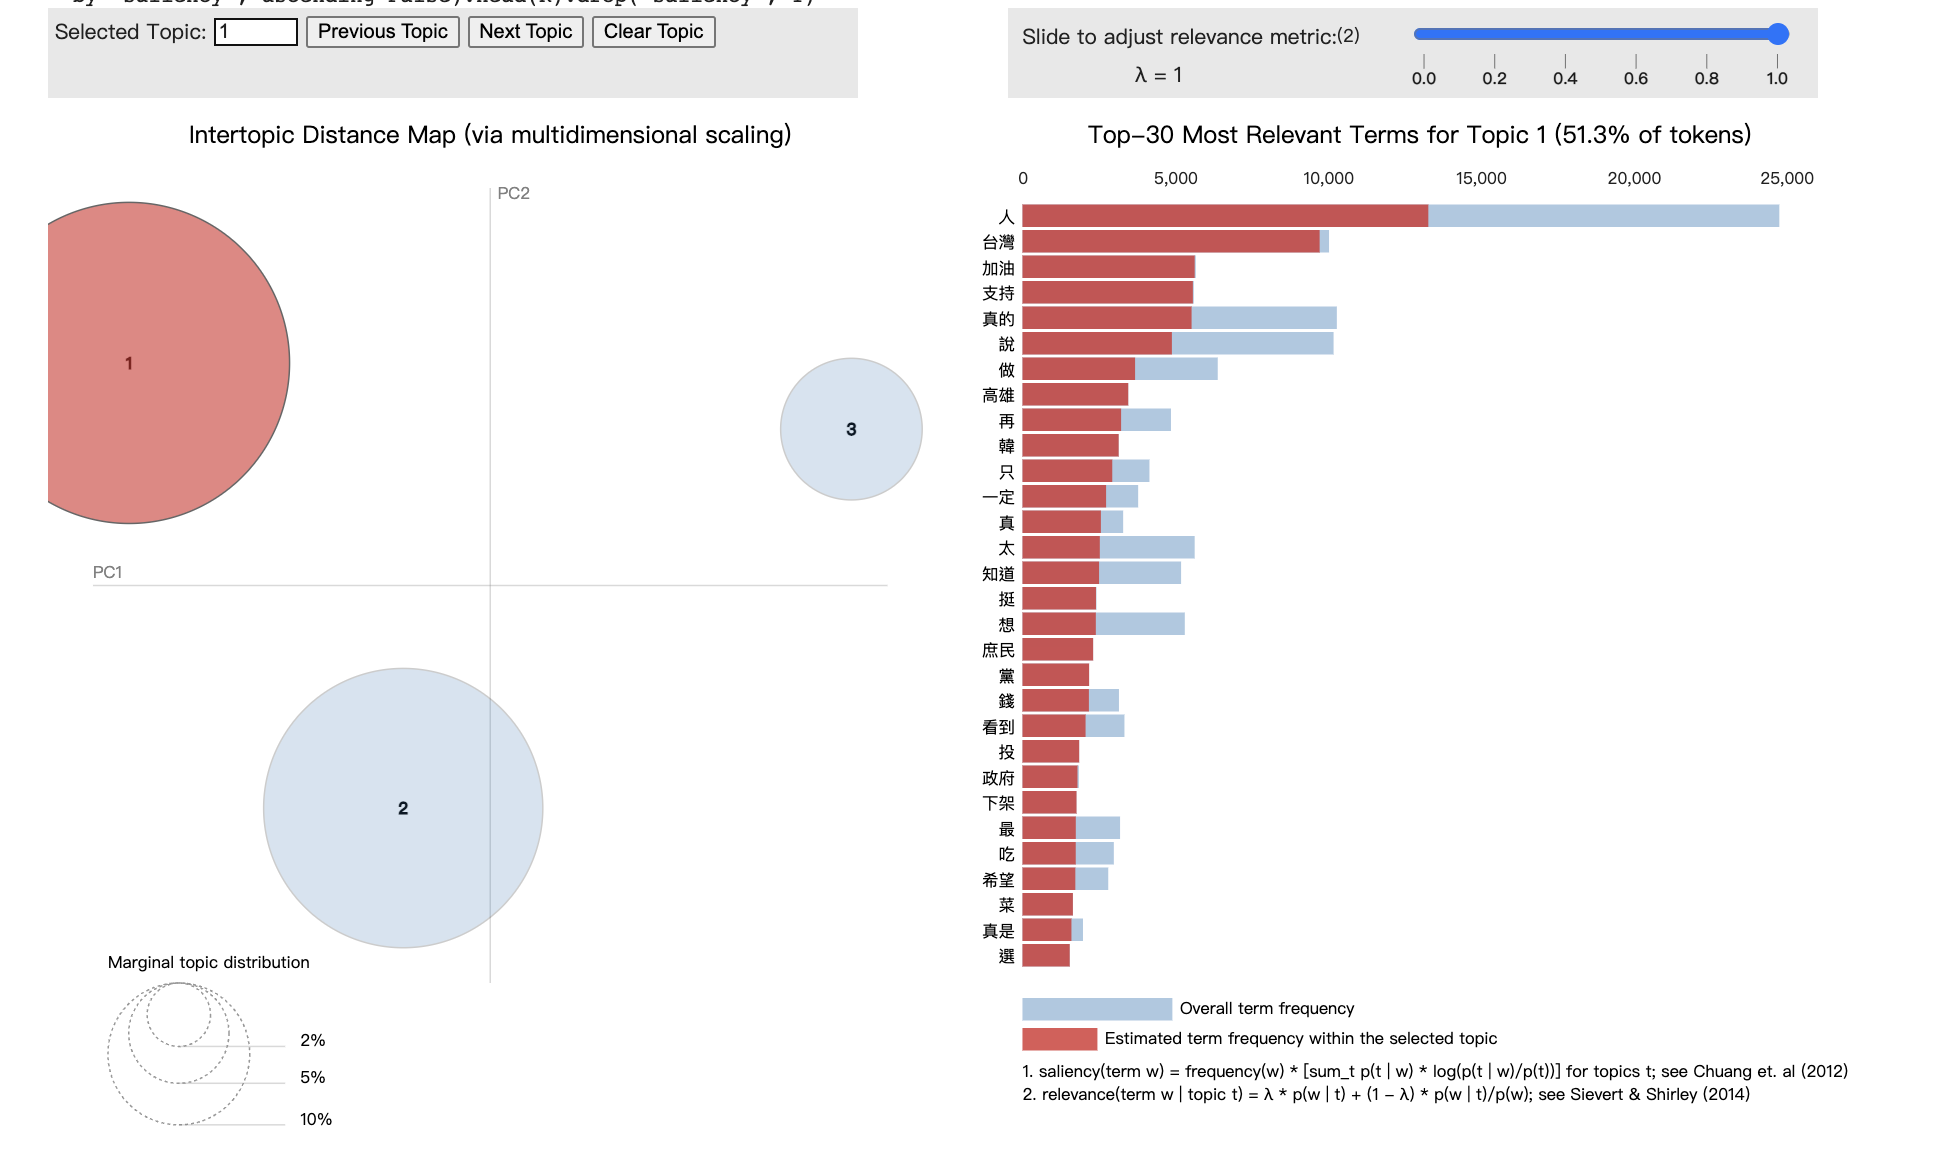 Selected Topic: 1 Previous Topic Next Topic Clear Topic
Slide to adjust relevance metric:(2)
λ = 1
0.0 0.2 0.4 0.6 0.8 1.0
Intertopic Distance Map (via multidimensional scaling)
PC2
1
3
PC1
2
Marginal topic distribution
2%
5%
10%
Top-30 Most Relevant Terms for Topic 1 (51.3% of tokens)
0 5,000 10,000 15,000 20,000 25,000
人
台灣
加油
支持
真的
說
做
高雄
再
韓
只
一定
真
太
知道
挺
想
庶民
黨
錢
看到
投
政府
下架
最
吃
希望
菜
真是
選
Overall term frequency
Estimated term frequency within the selected topic
1. saliency(term w) = frequency(w) * [sum_t p(t | w) * log(p(t | w)/p(t))] for topics t; see Chuang et. al (2012)
2. relevance(term w | topic t) = λ * p(w | t) + (1 - λ) * p(w | t)/p(w); see Sievert & Shirley (2014)